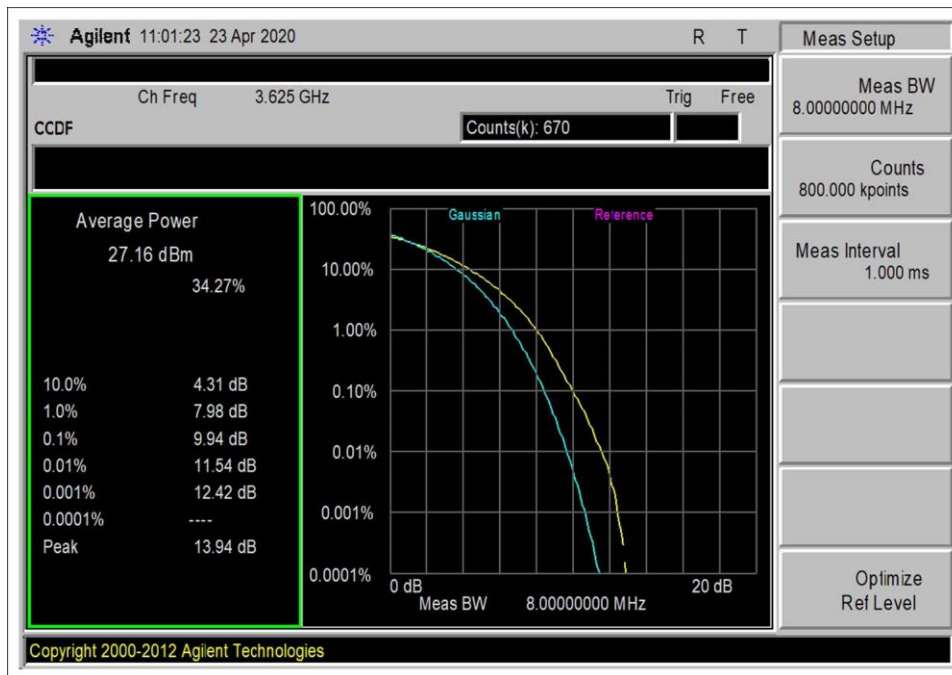 Agilent 11:01:23 23 Apr 2020 R T
Ch Freq 3.625 GHz Trig Free
CCDF Counts(k): 670
Average Power
27.16 dBm
34.27%
10.0% 4.31 dB
1.0% 7.98 dB
0.1% 9.94 dB
0.01% 11.54 dB
0.001% 12.42 dB
0.0001% ----
Peak 13.94 dB
Gaussian Reference
100.00%
10.00%
1.00%
0.10%
0.01%
0.001%
0.0001%
0 dB 20 dB
Meas BW 8.00000000 MHz
Meas Setup
Meas BW
8.00000000 MHz
Counts
800.000 kpoints
Meas Interval
1.000 ms
Optimize
Ref Level
Copyright 2000-2012 Agilent Technologies